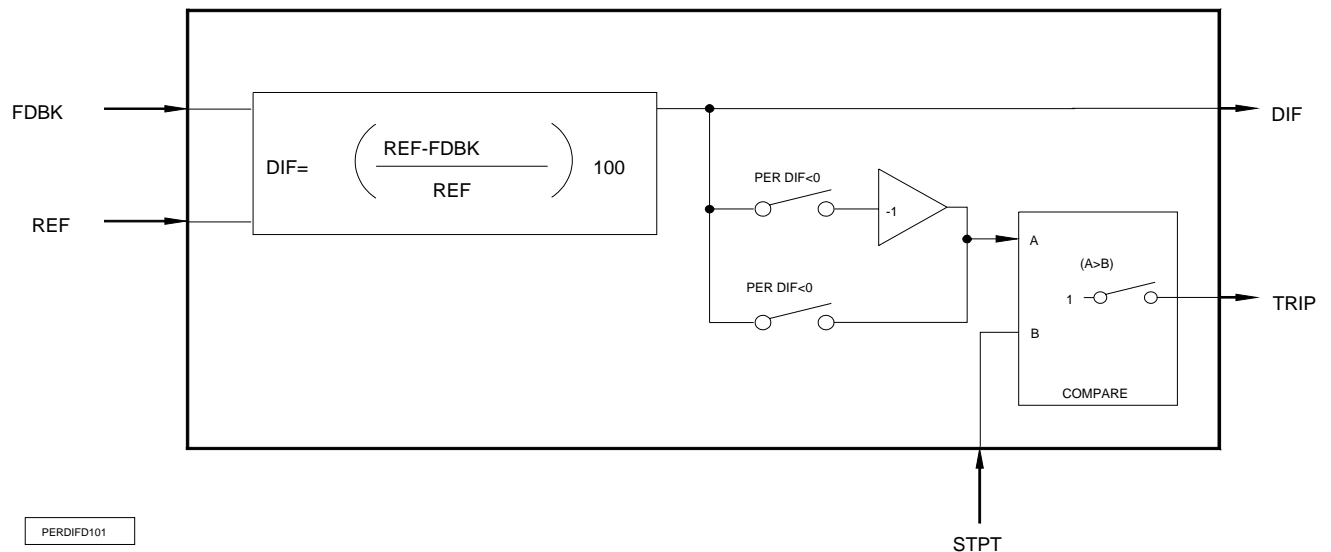 FDBK
REF
DIF=
REF-FDBK
REF
100
PER DIF<0
-1
PER DIF<0
A
(A>B)
1
B
COMPARE
DIF
TRIP
STPT
PERDIFD101